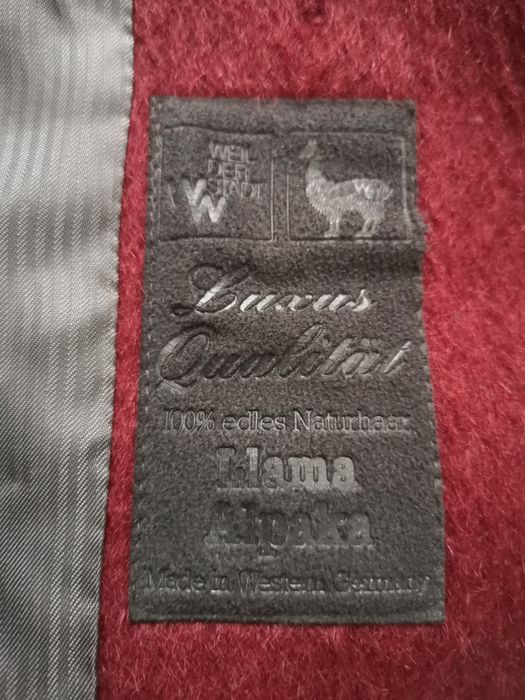 WEIL
DER
STADT
W
Luxus
Qualität
100% edles Naturhaar
Llama
Alpaka
Made in Western Germany